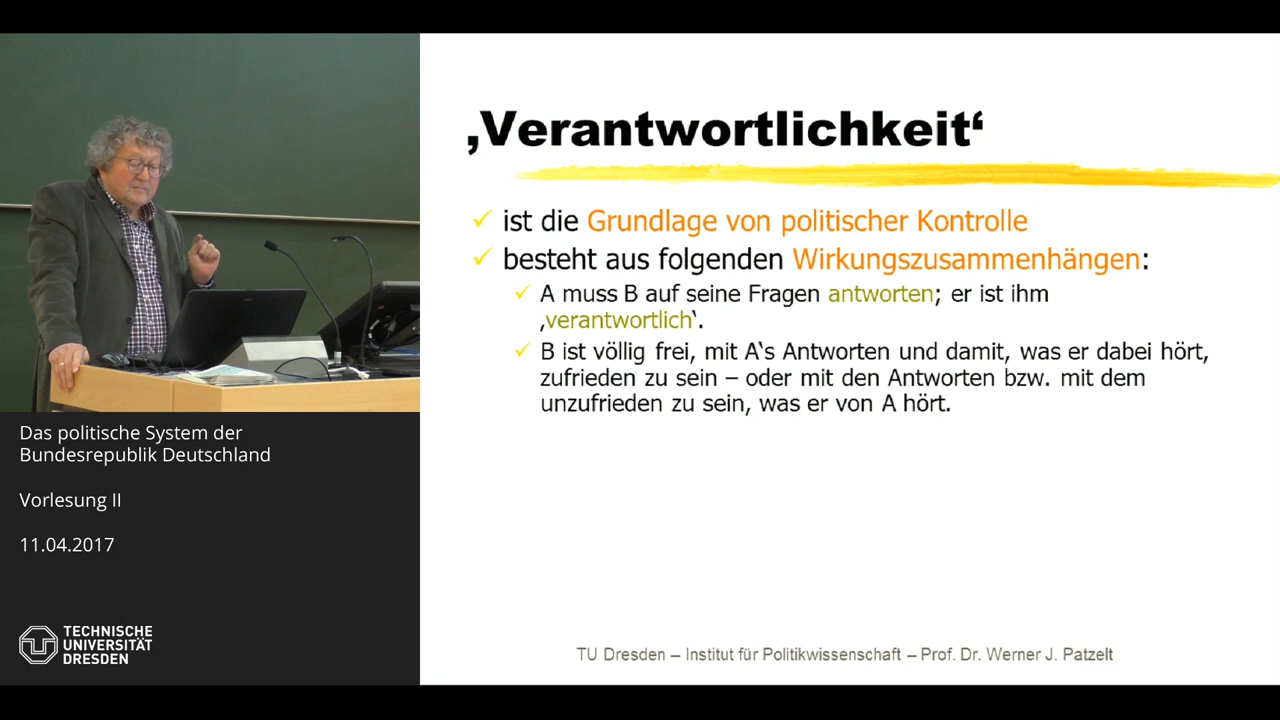 ‚Verantwortlichkeit‘
ist die Grundlage von politischer Kontrolle
besteht aus folgenden Wirkungszusammenhängen:
A muss B auf seine Fragen antworten; er ist ihm
‚verantwortlich‘.
B ist völlig frei, mit A‘s Antworten und damit, was er dabei hört,
zufrieden zu sein – oder mit den Antworten bzw. mit dem
unzufrieden zu sein, was er von A hört.
TU Dresden – Institut für Politikwissenschaft – Prof. Dr. Werner J. Patzelt
Das politische System der
Bundesrepublik Deutschland
Vorlesung II
11.04.2017
TECHNISCHE
UNIVERSITÄT
DRESDEN